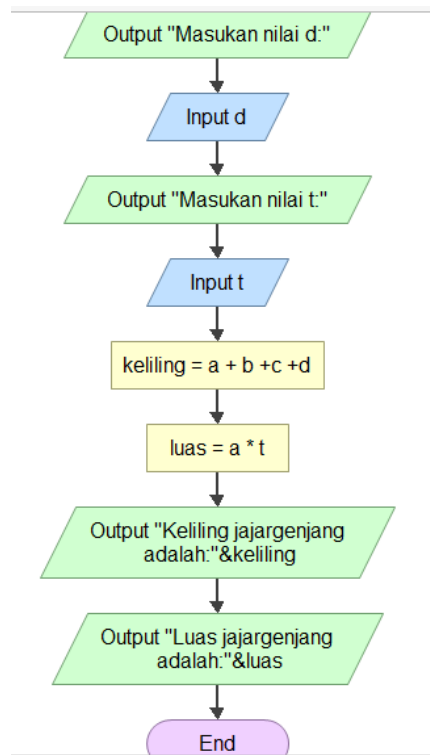 Output "Masukan nilai d:"
Input d
Output "Masukan nilai t:"
Input t
keliling = a + b +c +d
luas = a * t
Output "Keliling jajargenjang
adalah:"&keliling
Output "Luas jajargenjang
adalah:"&luas
End